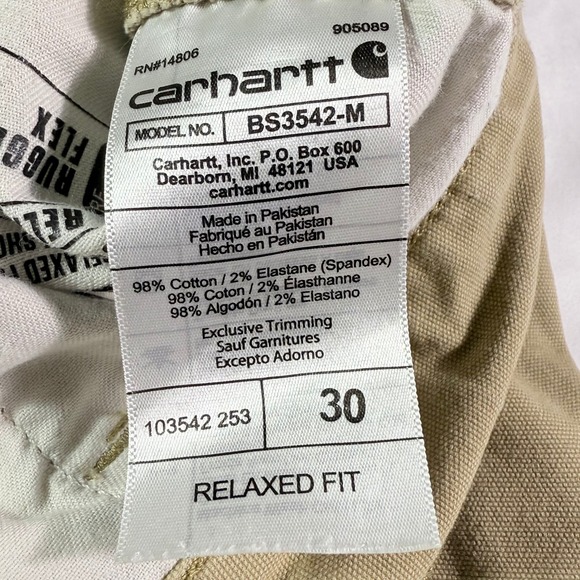 905089
RN#14806
carhartt
MODEL NO. BS3542-M
Carhartt, Inc. P.O. Box 600
Dearborn, MI 48121 USA
carhartt.com
Made in Pakistan
Fabriqué au Pakistan
Hecho en Pakistán
98% Cotton / 2% Elastane (Spandex)
98% Coton / 2% Élasthanne
98% Algodón / 2% Elastano
Exclusive Trimming
Sauf Garnitures
Excepto Adorno
103542 253 30
RELAXED FIT
FLEX